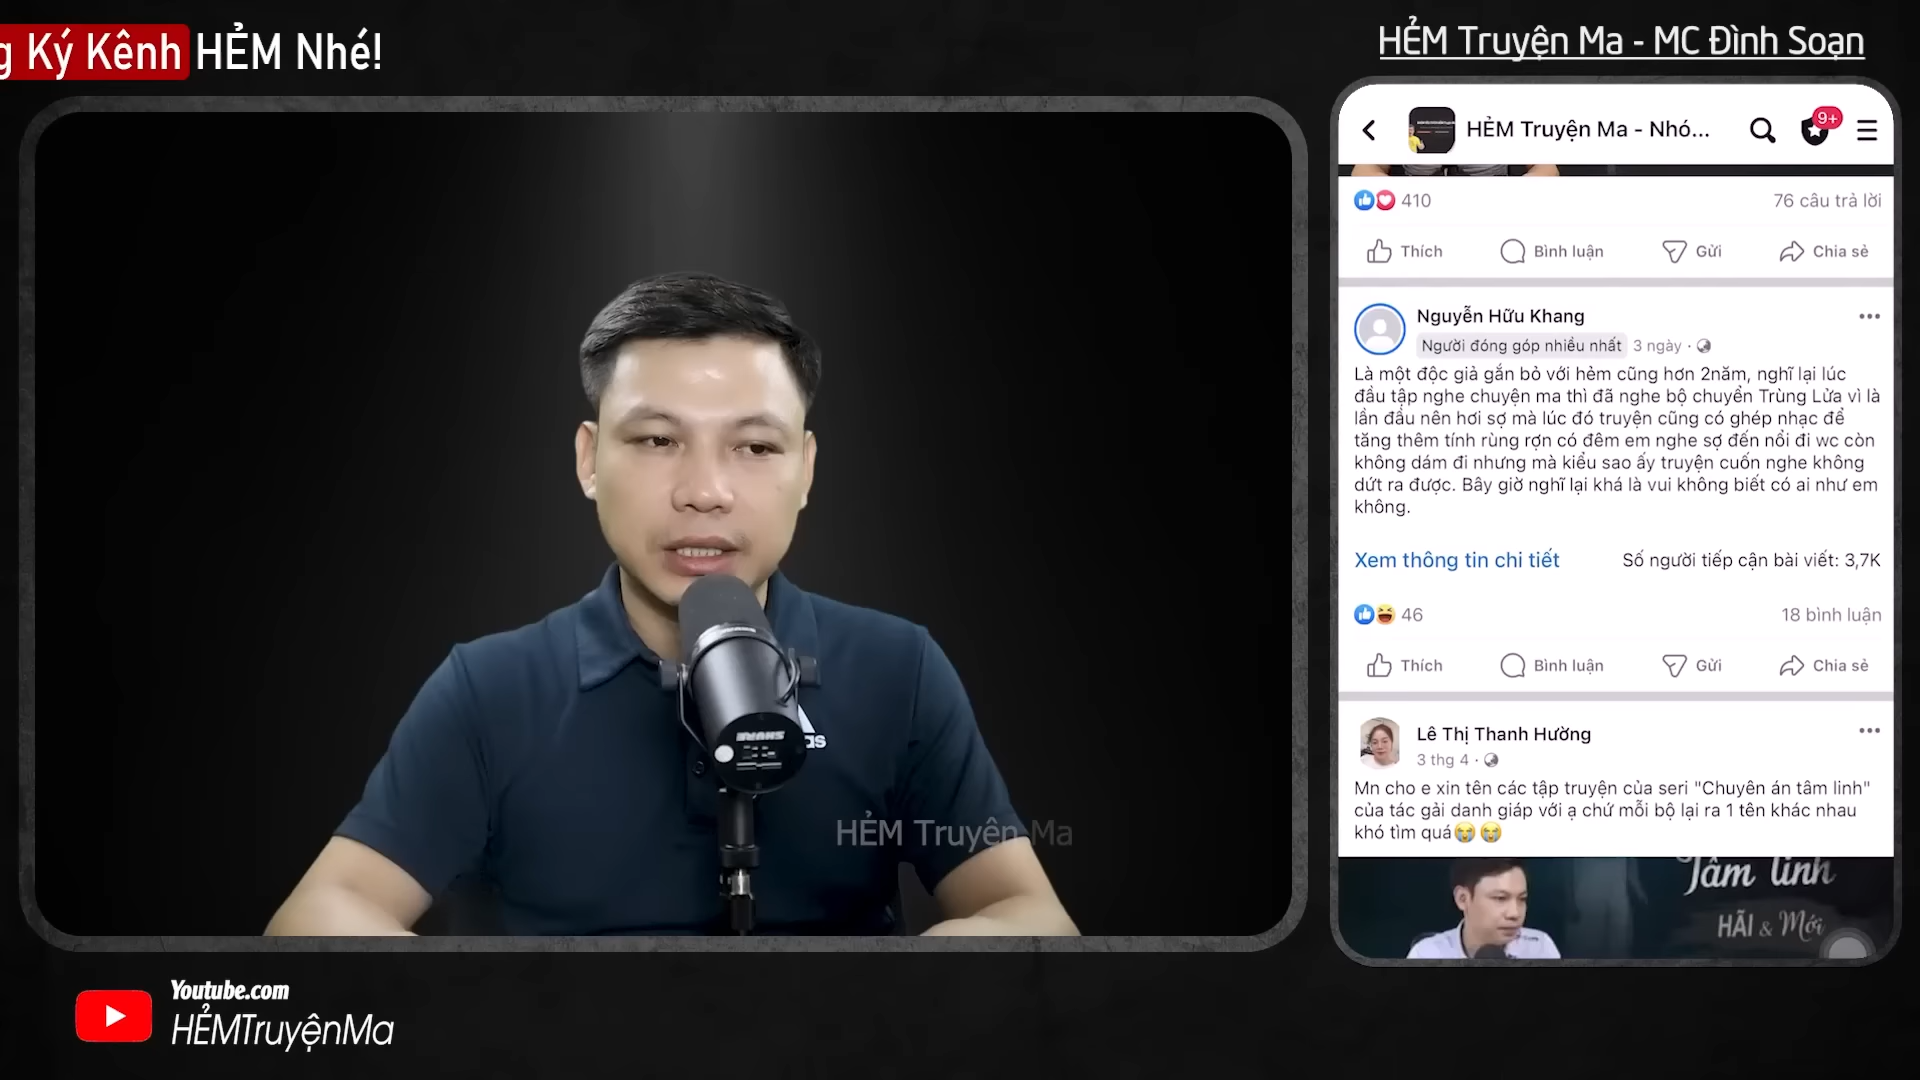 g Ký Kênh HẺM Nhé!
HẺM Truyện Ma - MC Đình Soạn
HẺM Truyện Ma - Nhó...
9+
410
76 câu trả lời
Thích
Bình luận
Gửi
Chia sẻ
Nguyễn Hữu Khang
Người đóng góp nhiều nhất 3 ngày ·
Là một độc giả gắn bỏ với hẻm cũng hơn 2năm, nghĩ lại lúc
đầu tập nghe chuyện ma thì đã nghe bộ chuyển Trùng Lửa vì là
lần đầu nên hơi sợ mà lúc đó truyện cũng có ghép nhạc để
tăng thêm tính rùng rợn có đêm em nghe sợ đến nổi đi wc còn
không dám đi nhưng mà kiểu sao ấy truyện cuốn nghe không
dứt ra được. Bây giờ nghĩ lại khá là vui không biết có ai như em
không.
Xem thông tin chi tiết
Số người tiếp cận bài viết: 3,7K
46
18 bình luận
Thích
Bình luận
Gửi
Chia sẻ
Lê Thị Thanh Hường
3 thg 4 ·
Mn cho e xin tên các tập truyện của seri "Chuyên án tâm linh"
của tác gải danh giáp với ạ chứ mỗi bộ lại ra 1 tên khác nhau
khó tìm quá😭😭
Tâm linh
HÃI & Mới
SHURE
as
HẺM Truyện Ma
Youtube.com
HẺMTruyệnMa